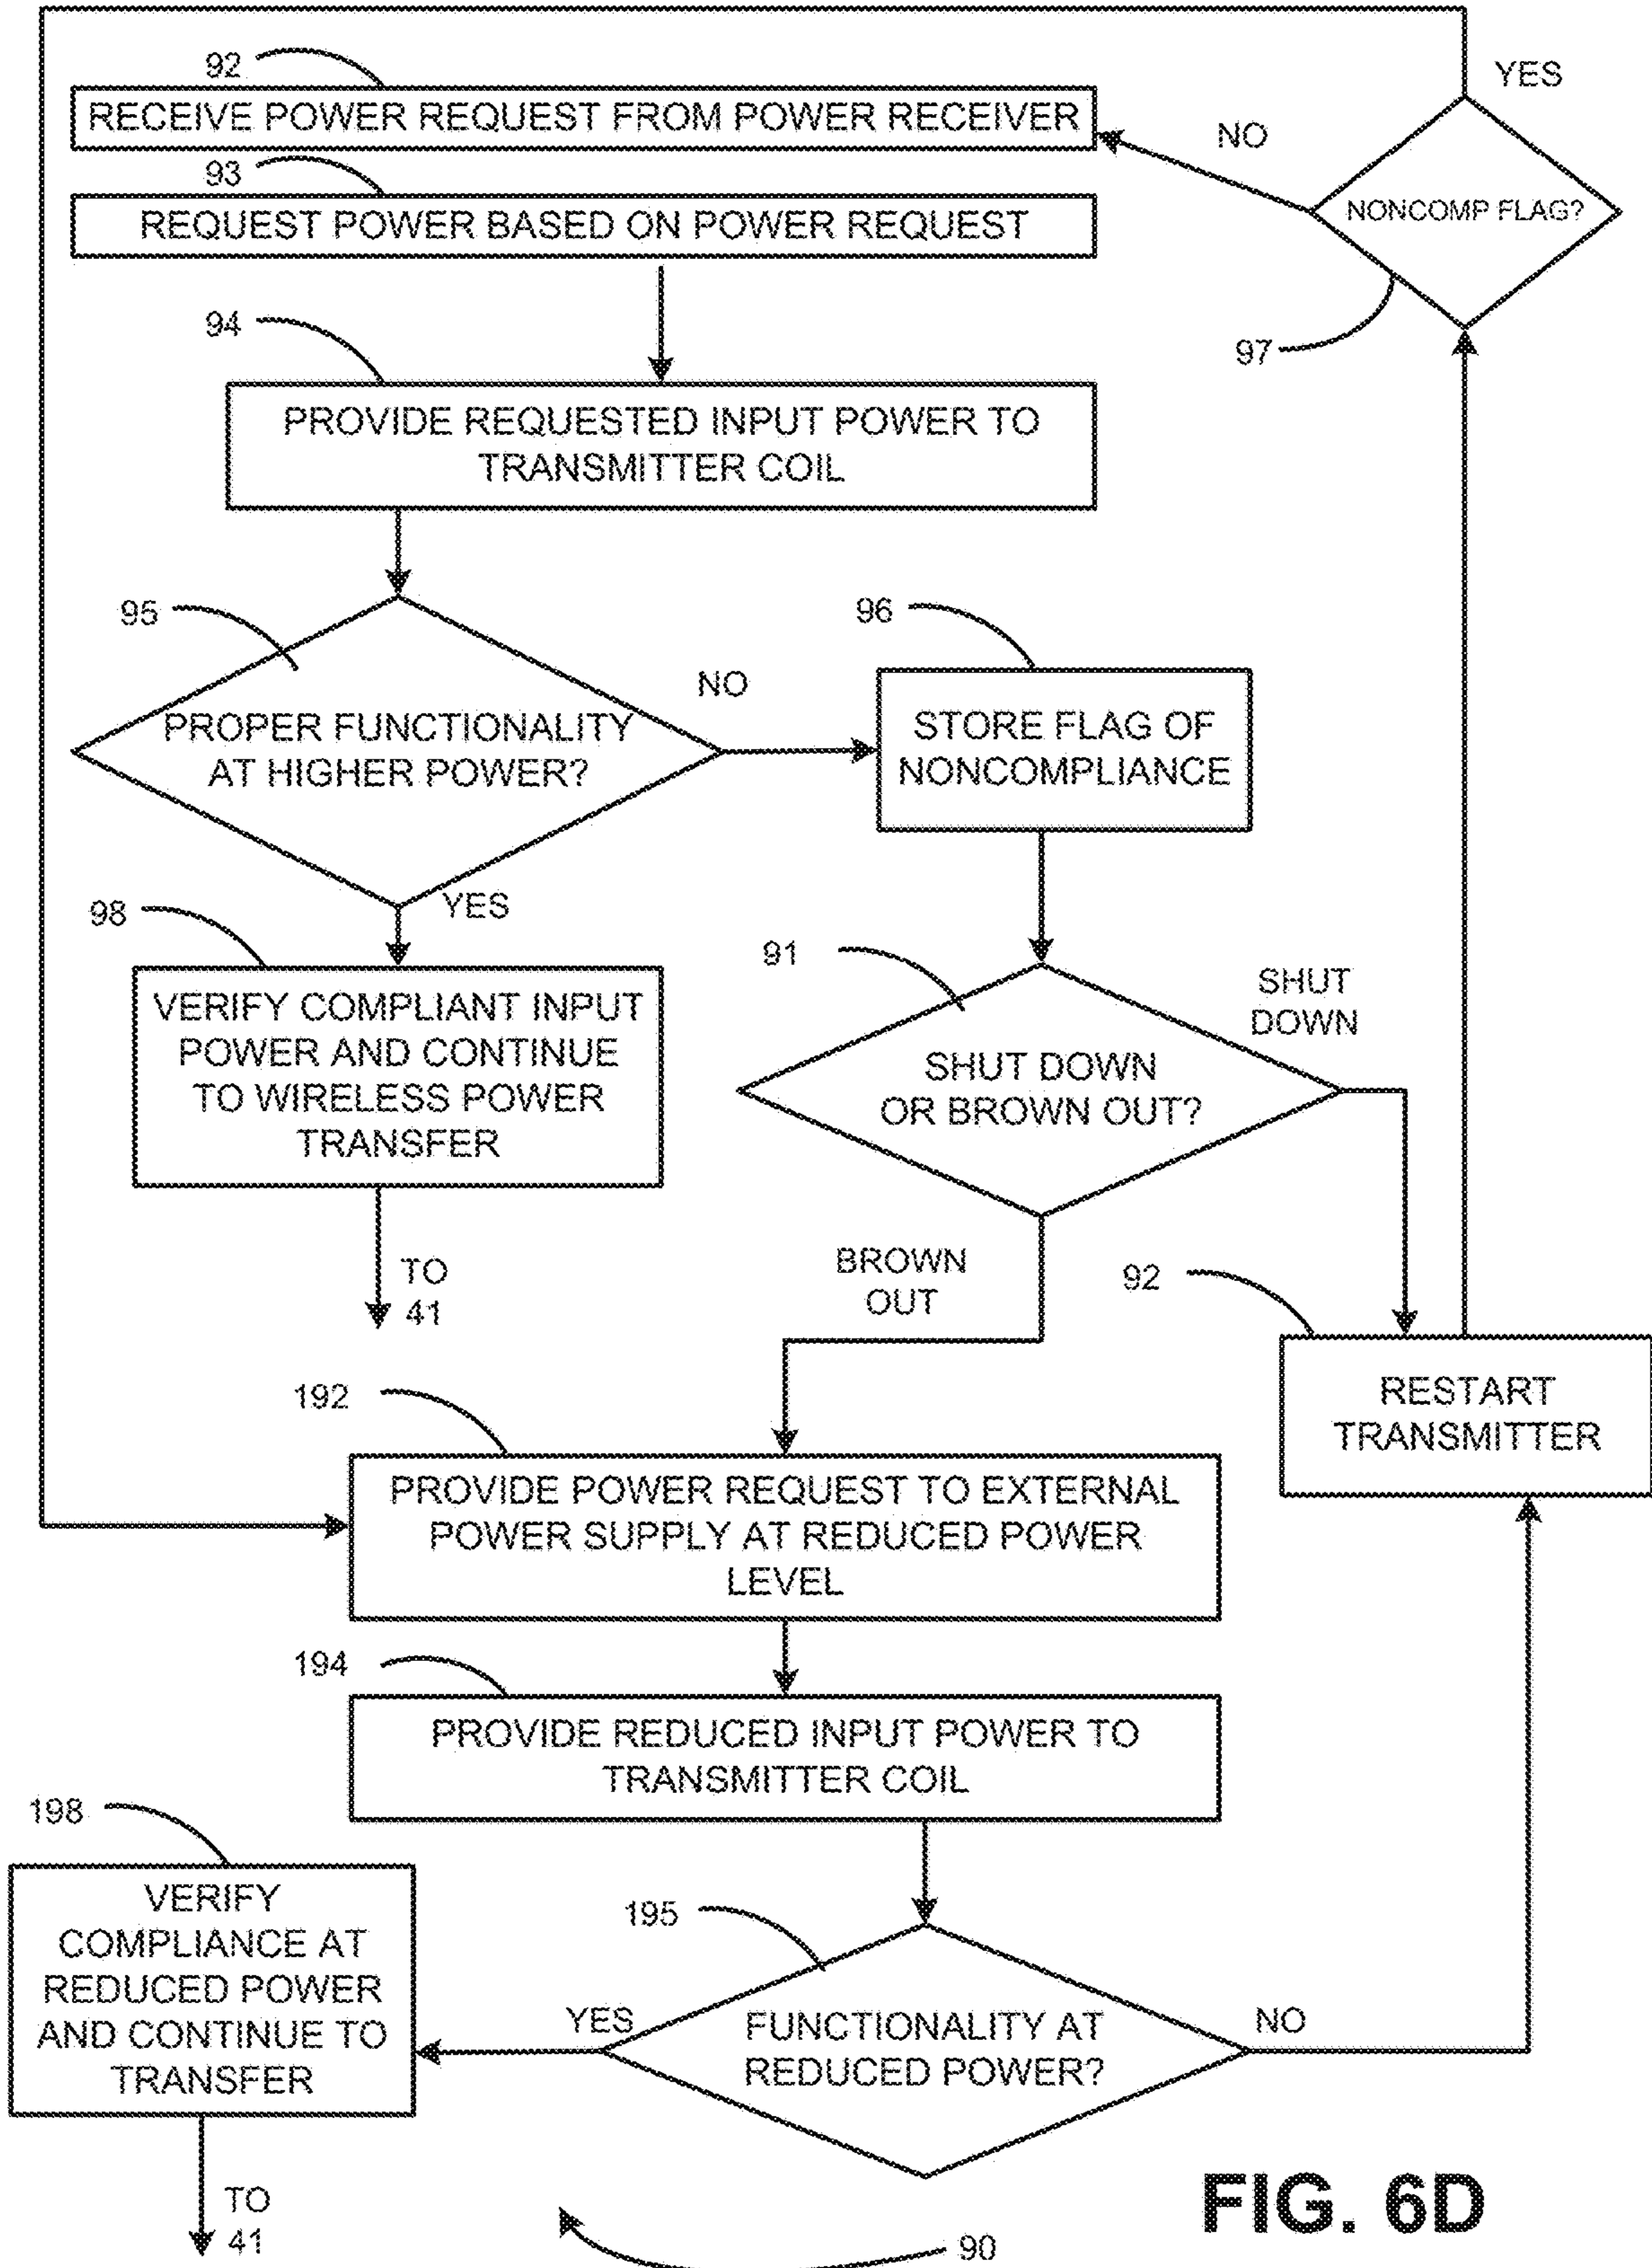 YES
92
RECEIVE POWER REQUEST FROM POWER RECEIVER
NO
93
REQUEST POWER BASED ON POWER REQUEST
NONCOMP FLAG?
94
97
PROVIDE REQUESTED INPUT POWER TO
TRANSMITTER COIL
95
96
NO
PROPER FUNCTIONALITY
AT HIGHER POWER?
STORE FLAG OF
NONCOMPLIANCE
YES
98
91
SHUT
DOWN
VERIFY COMPLIANT INPUT
POWER AND CONTINUE
TO WIRELESS POWER
TRANSFER
SHUT DOWN
OR BROWN OUT?
TO
41
BROWN
OUT
92
RESTART
TRANSMITTER
192
PROVIDE POWER REQUEST TO EXTERNAL
POWER SUPPLY AT REDUCED POWER
LEVEL
194
PROVIDE REDUCED INPUT POWER TO
TRANSMITTER COIL
198
VERIFY
COMPLIANCE AT
REDUCED POWER
AND CONTINUE TO
TRANSFER
195
YES
FUNCTIONALITY AT
REDUCED POWER?
NO
TO
41
FIG. 6D
90